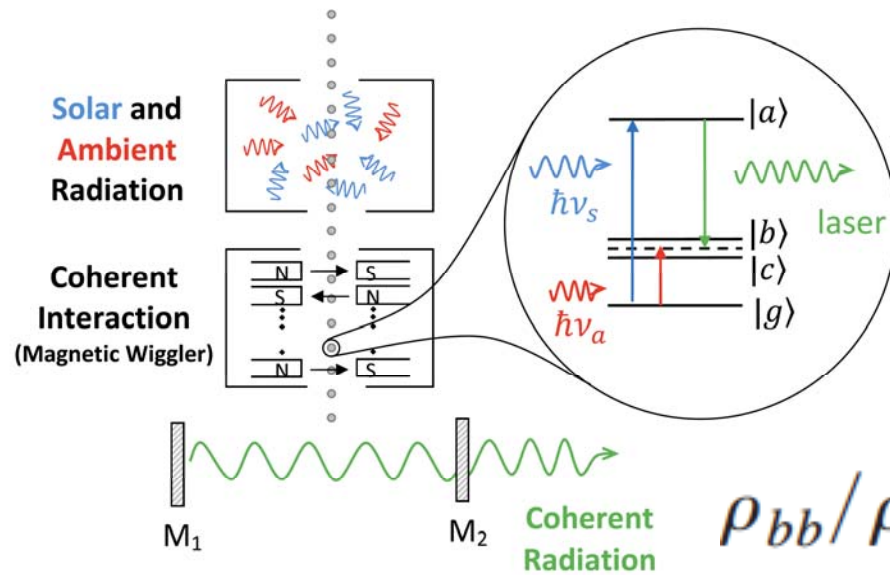 Solar and
Ambient
Radiation
Coherent
Interaction
(Magnetic Wiggler)
N S
S N
N S
|a⟩
ħν_s
laser
|b⟩
|c⟩
ħν_a
|g⟩
M₁
M₂
Coherent
Radiation
ρ_bb / ρ